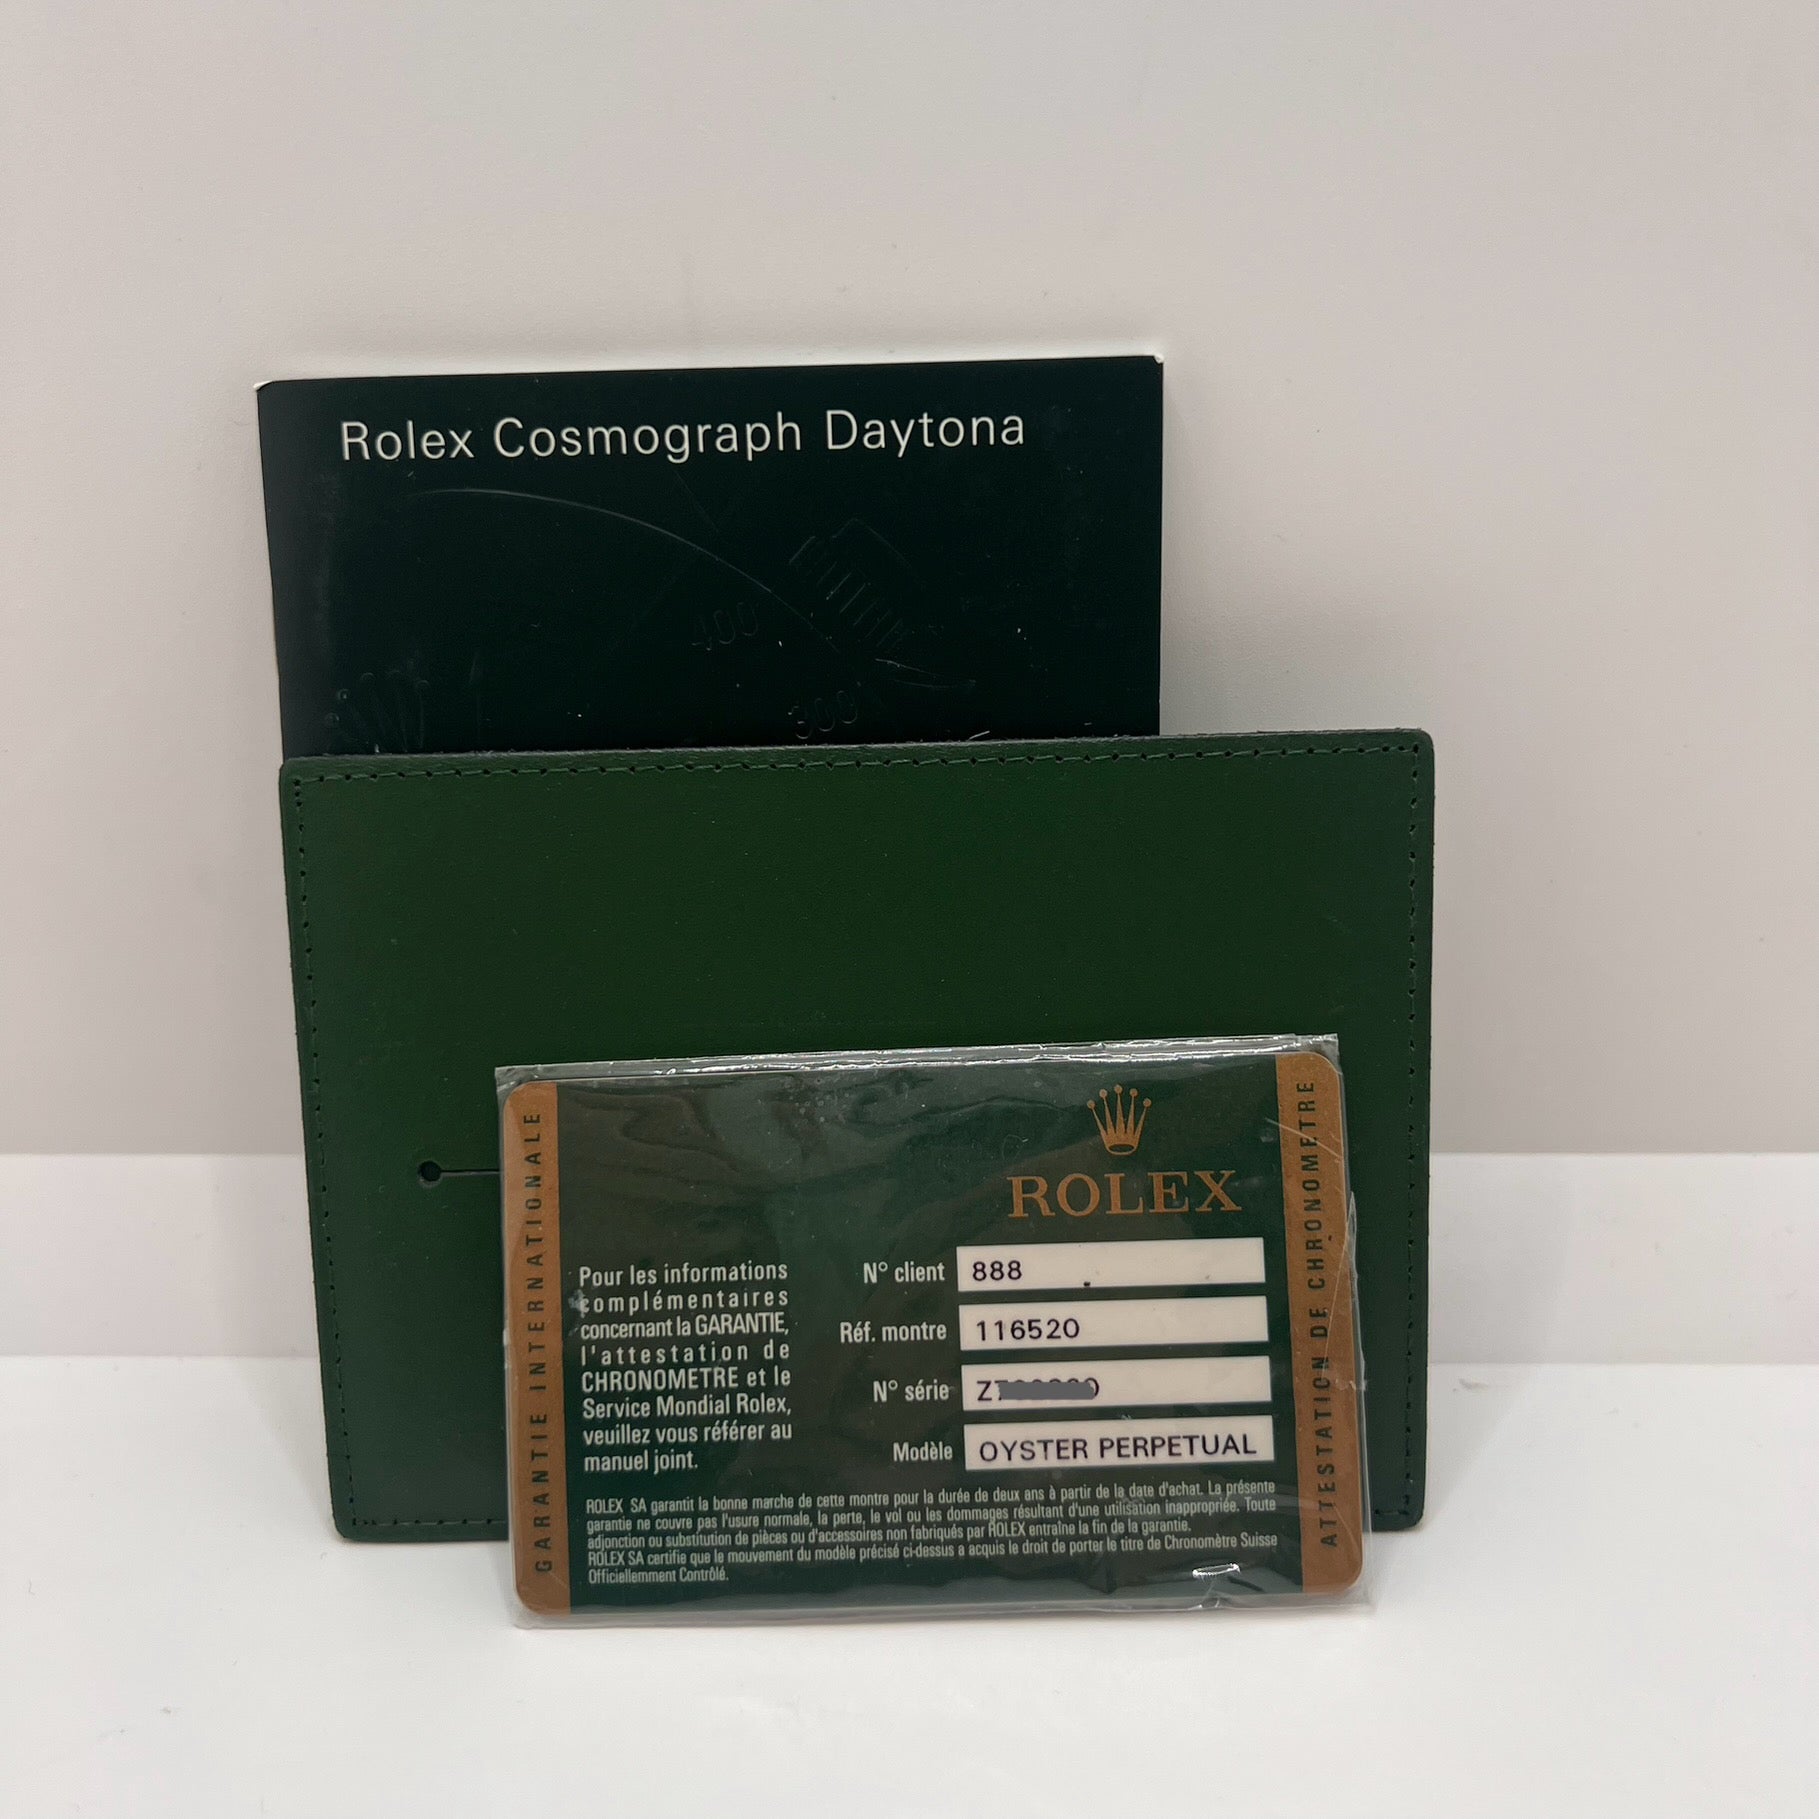 Rolex Cosmograph Daytona
400
300
GARANTIE INTERNATIONALE
ROLEX
Pour les informations
complémentaires
concernant la GARANTIE,
l'attestation de
CHRONOMETRE et le
Service Mondial Rolex,
veuillez vous référer au
manuel joint.
N° client 888
Réf. montre 116520
N° série Z7
Modèle OYSTER PERPETUAL
ROLEX SA garantit la bonne marche de cette montre pour la durée de deux ans à partir de la date d'achat. La présente
garantie ne couvre pas l'usure normale, la perte, le vol ou les dommages résultant d'une utilisation inappropriée. Toute
adjonction ou substitution de pièces ou d'accessoires non fabriqués par ROLEX entraîne la fin de la garantie.
ROLEX SA certifie que le mouvement du modèle précisé ci-dessus a acquis le droit de porter le titre de Chronomètre Suisse
Officiellemment Contrôlé.
ATTESTATION DE CHRONOMETRE